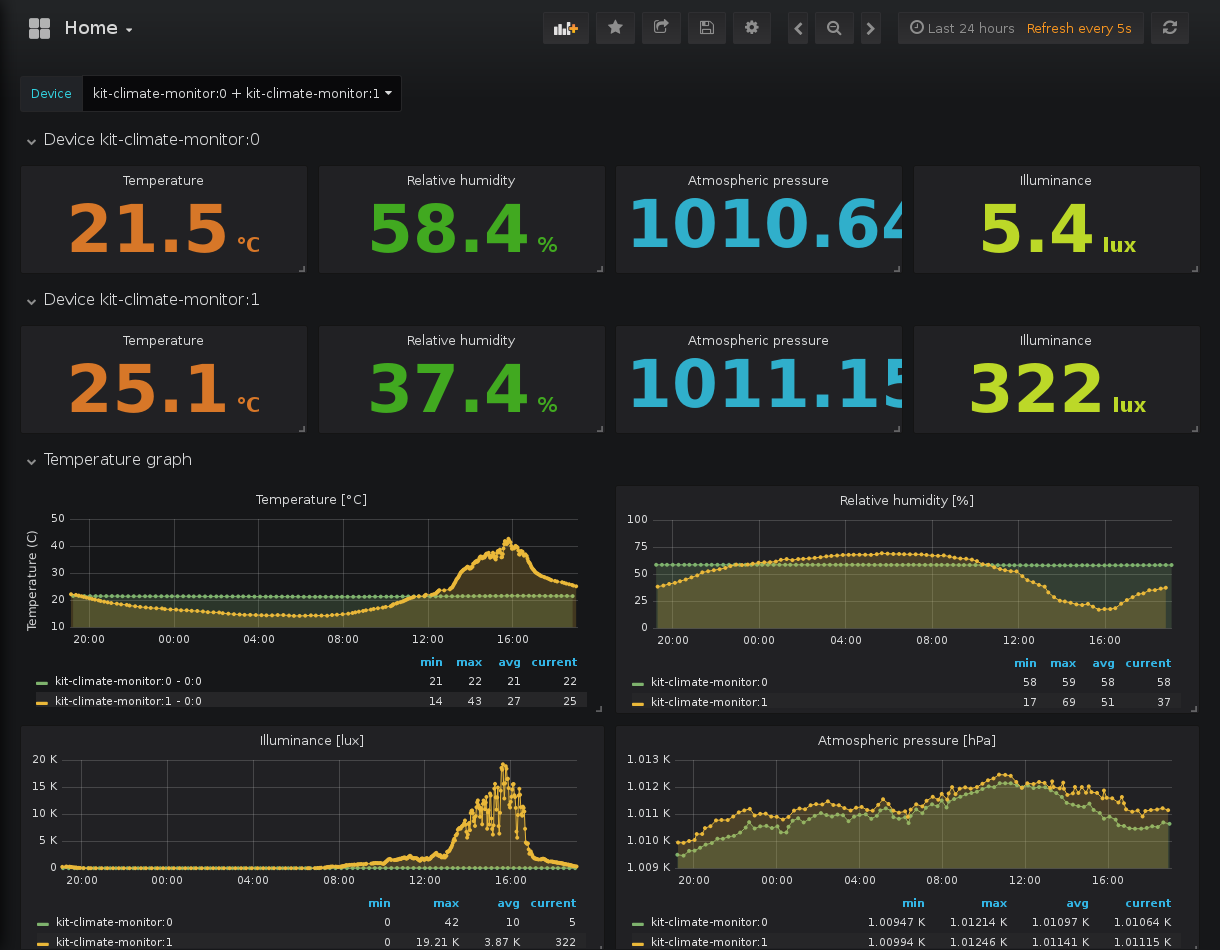 Home
Last 24 hours Refresh every 5s
Device kit-climate-monitor:0 + kit-climate-monitor:1
Device kit-climate-monitor:0
Temperature Relative humidity Atmospheric pressure Illuminance
21.5 °C 58.4 % 1010.64 5.4 lux
Device kit-climate-monitor:1
Temperature Relative humidity Atmospheric pressure Illuminance
25.1 °C 37.4 % 1011.15 322 lux
Temperature graph
Temperature [°C]
Temperature (C)
50
40
30
20
10
20:00 00:00 04:00 08:00 12:00 16:00
min max avg current
kit-climate-monitor:0 - 0:0 21 22 21 22
kit-climate-monitor:1 - 0:0 14 43 27 25
Relative humidity [%]
100
75
50
25
0
20:00 00:00 04:00 08:00 12:00 16:00
min max avg current
kit-climate-monitor:0 58 59 58 58
kit-climate-monitor:1 17 69 51 37
Illuminance [lux]
20 K
15 K
10 K
5 K
0
20:00 00:00 04:00 08:00 12:00 16:00
min max avg current
kit-climate-monitor:0 0 42 10 5
kit-climate-monitor:1 0 19.21 K 3.87 K 322
Atmospheric pressure [hPa]
1.013 K
1.012 K
1.011 K
1.010 K
1.009 K
20:00 00:00 04:00 08:00 12:00 16:00
min max avg current
kit-climate-monitor:0 1.00947 K 1.01214 K 1.01097 K 1.01064 K
kit-climate-monitor:1 1.00994 K 1.01246 K 1.01141 K 1.01115 K